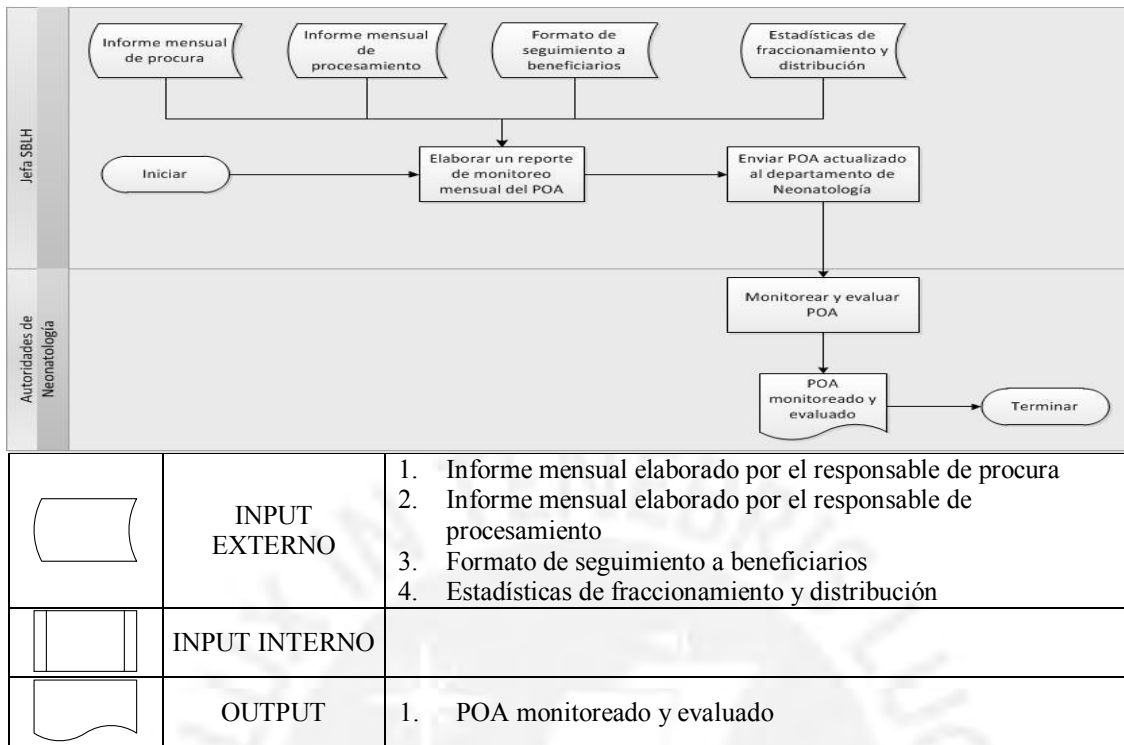 Informe mensual
de procura
Informe mensual
de
procesamiento
Formato de
seguimiento a
beneficiarios
Estadísticas de
fraccionamiento y
distribución
Jefa SBLH
Iniciar
Elaborar un reporte
de monitoreo
mensual del POA
Enviar POA actualizado
al departamento de
Neonatología
Autoridades de
Neonatología
Monitorear y evaluar
POA
POA
monitoreado y
evaluado
Terminar
INPUT
EXTERNO
1. Informe mensual elaborado por el responsable de procura
2. Informe mensual elaborado por el responsable de
procesamiento
3. Formato de seguimiento a beneficiarios
4. Estadísticas de fraccionamiento y distribución
INPUT INTERNO
OUTPUT
1. POA monitoreado y evaluado